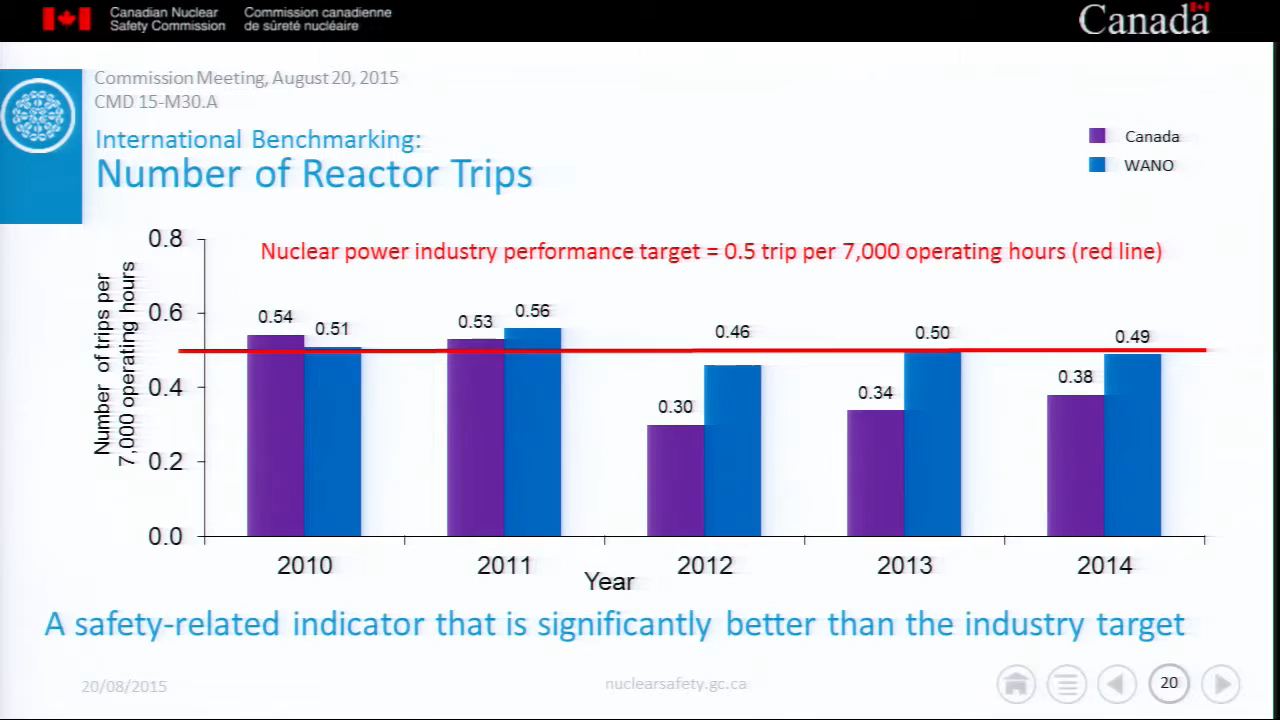 Canadian Nuclear Safety Commission
Commission canadienne de sûreté nucléaire
Canada
Commission Meeting, August 20, 2015
CMD 15-M30.A
International Benchmarking:
Number of Reactor Trips
Canada
WANO
Nuclear power industry performance target = 0.5 trip per 7,000 operating hours (red line)
Number of trips per
7,000 operating hours
0.8
0.6
0.4
0.2
0.0
0.54
0.51
0.53
0.56
0.30
0.46
0.34
0.50
0.38
0.49
2010
2011
2012
2013
2014
Year
A safety-related indicator that is significantly better than the industry target
20/08/2015
nuclearsafety.gc.ca
20